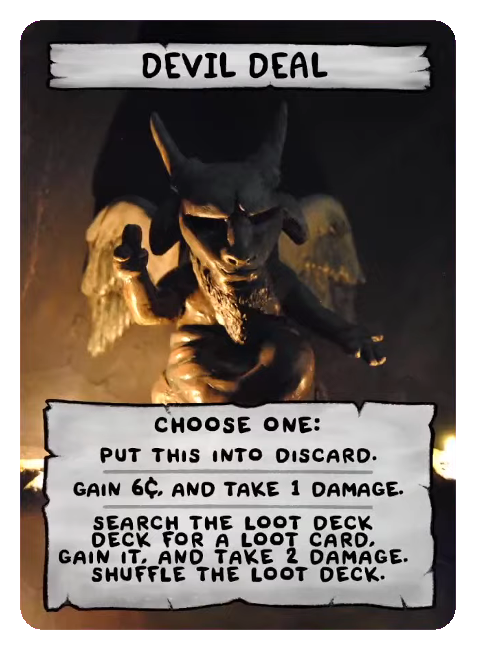 DEVIL DEAL
CHOOSE ONE:
PUT THIS INTO DISCARD.
GAIN 6¢, AND TAKE 1 DAMAGE.
SEARCH THE LOOT DECK
DECK FOR A LOOT CARD,
GAIN IT, AND TAKE 2 DAMAGE.
SHUFFLE THE LOOT DECK.